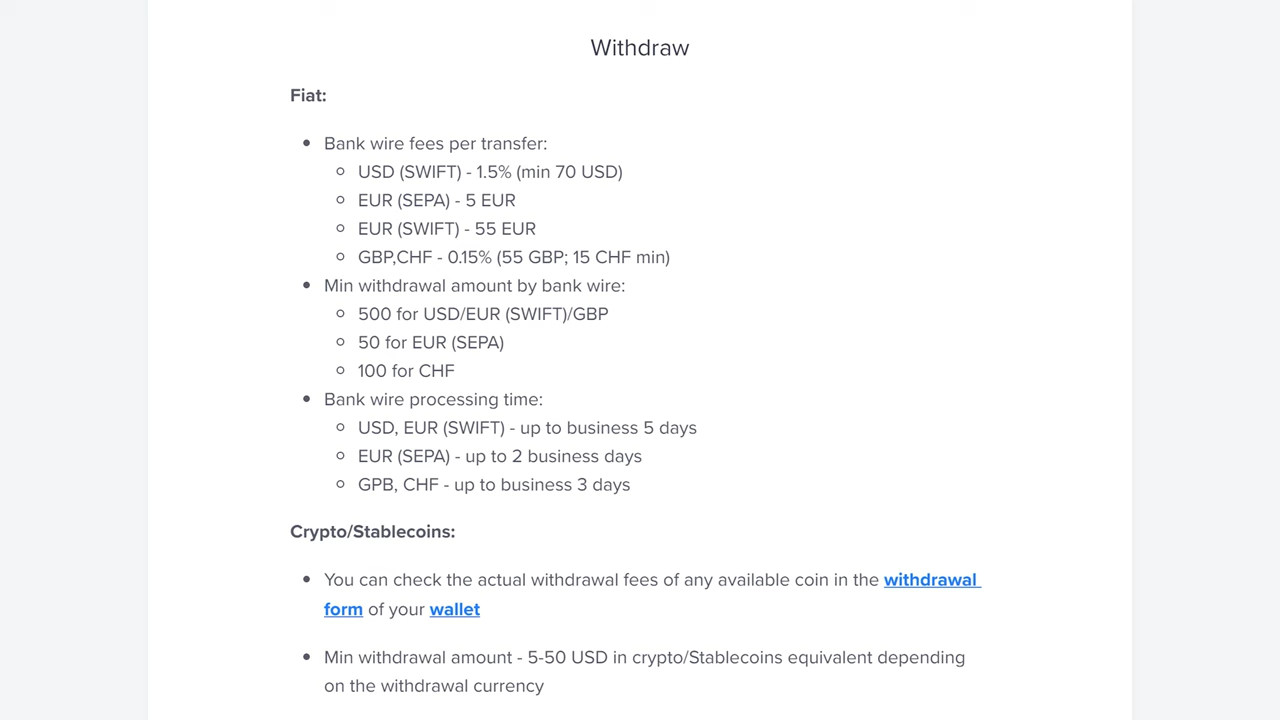 Withdraw
Fiat:
Bank wire fees per transfer:
USD (SWIFT) - 1.5% (min 70 USD)
EUR (SEPA) - 5 EUR
EUR (SWIFT) - 55 EUR
GBP,CHF - 0.15% (55 GBP; 15 CHF min)
Min withdrawal amount by bank wire:
500 for USD/EUR (SWIFT)/GBP
50 for EUR (SEPA)
100 for CHF
Bank wire processing time:
USD, EUR (SWIFT) - up to business 5 days
EUR (SEPA) - up to 2 business days
GPB, CHF - up to business 3 days
Crypto/Stablecoins:
You can check the actual withdrawal fees of any available coin in the withdrawal
form of your wallet
Min withdrawal amount - 5-50 USD in crypto/Stablecoins equivalent depending
on the withdrawal currency